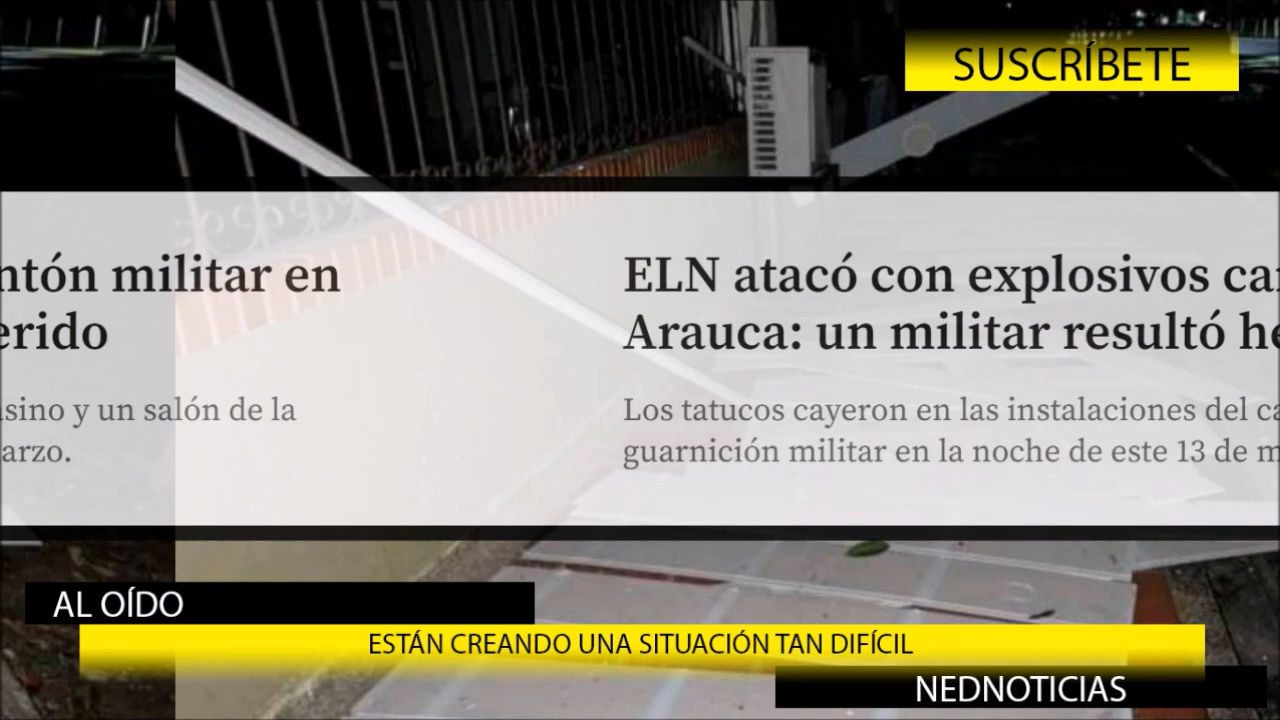 SUSCRÍBETE
ntón militar en
erido
sino y un salón de la
arzo.
ELN atacó con explosivos ca
Arauca: un militar resultó he
Los tatucos cayeron en las instalaciones del ca
guarnición militar en la noche de este 13 de m
AL OÍDO
ESTÁN CREANDO UNA SITUACIÓN TAN DIFÍCIL
NEDNOTICIAS